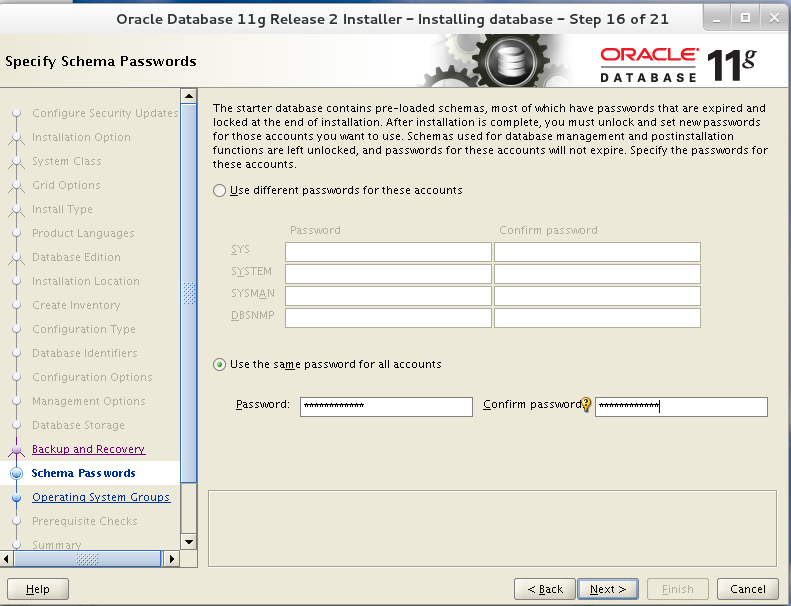 Oracle Database 11g Release 2 Installer - Installing database - Step 16 of 21
Specify Schema Passwords
ORACLE
DATABASE 11g
Configure Security Updates
Installation Option
System Class
Grid Options
Install Type
Product Languages
Database Edition
Installation Location
Create Inventory
Configuration Type
Database Identifiers
Configuration Options
Management Options
Database Storage
Backup and Recovery
Schema Passwords
Operating System Groups
Prerequisite Checks
Summary
The starter database contains pre-loaded schemas, most of which have passwords that are expired and
locked at the end of installation. After installation is complete, you must unlock and set new passwords
for those accounts you want to use. Schemas used for database management and postinstallation
functions are left unlocked, and passwords for these accounts will not expire. Specify the passwords for
these accounts.
Use different passwords for these accounts
Password Confirm password
SYS
SYSTEM
SYSMAN
DBSNMP
Use the same password for all accounts
Password: ************ Confirm password ************
Help < Back Next > Finish Cancel